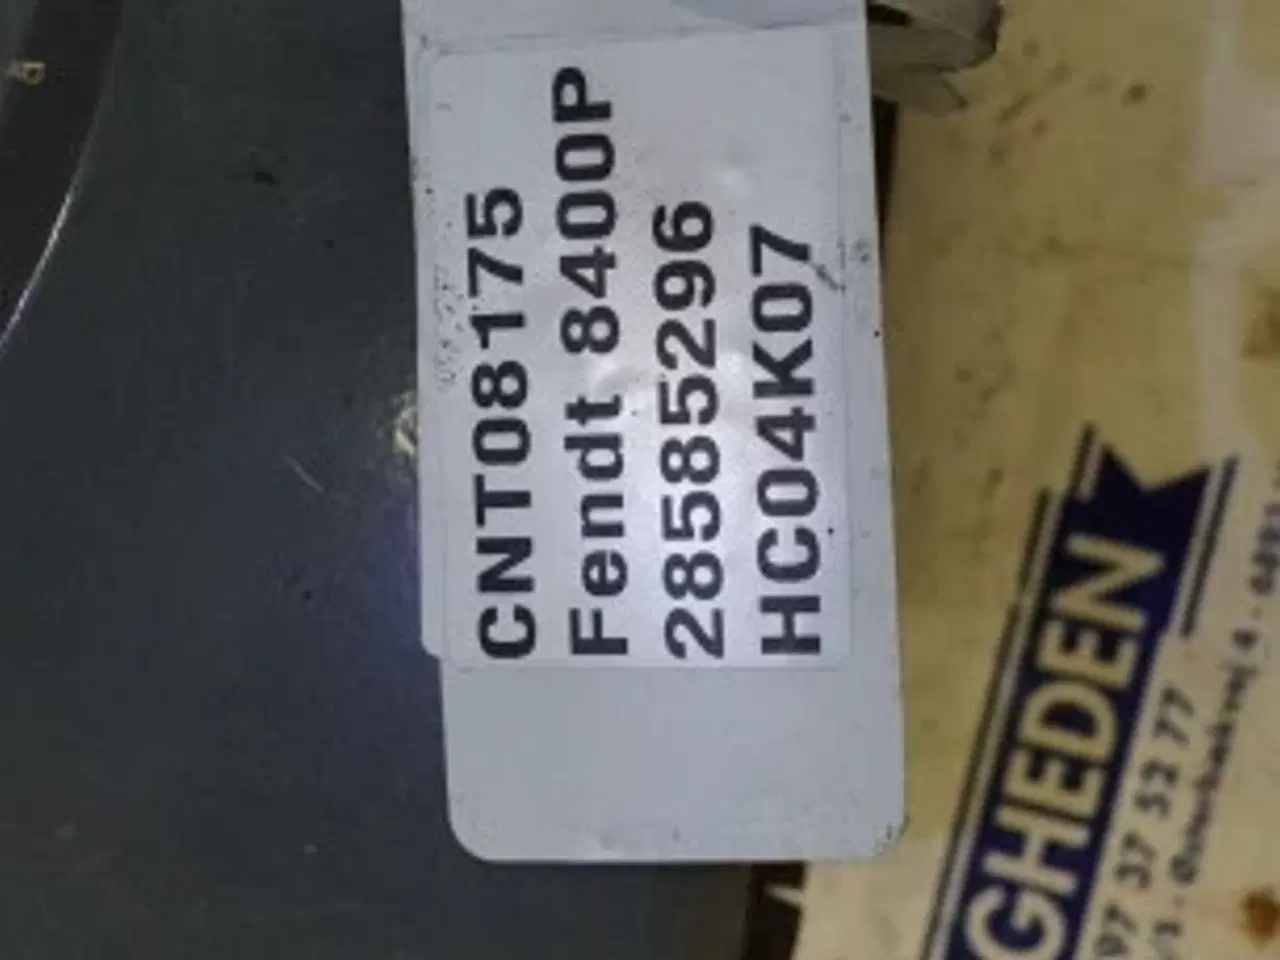 CNT08175
Fendt 8400P
28585296
HC04K07
GHEDEN
97 37 52 77